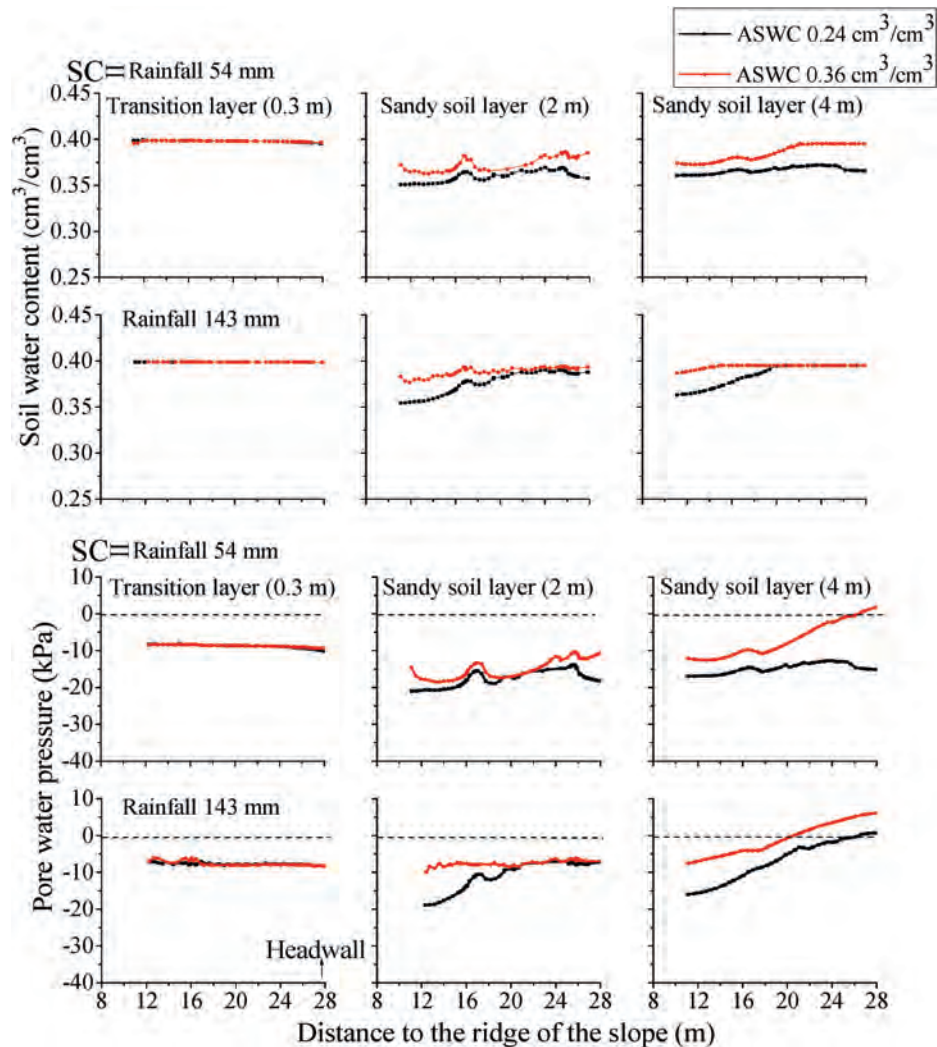 ASWC 0.24 cm³/cm³
ASWC 0.36 cm³/cm³
SC= Rainfall 54 mm
Transition layer (0.3 m)
Sandy soil layer (2 m)
Sandy soil layer (4 m)
0.45
0.40
0.35
0.30
0.25
Rainfall 143 mm
0.45
0.40
0.35
0.30
0.25
Soil water content (cm³/cm³)
SC= Rainfall 54 mm
Transition layer (0.3 m)
Sandy soil layer (2 m)
Sandy soil layer (4 m)
10
0
-10
-20
-30
-40
Rainfall 143 mm
10
0
-10
-20
-30
-40
Pore water pressure (kPa)
Headwall
8 12 16 20 24 28
8 12 16 20 24 28
8 12 16 20 24 28
Distance to the ridge of the slope (m)